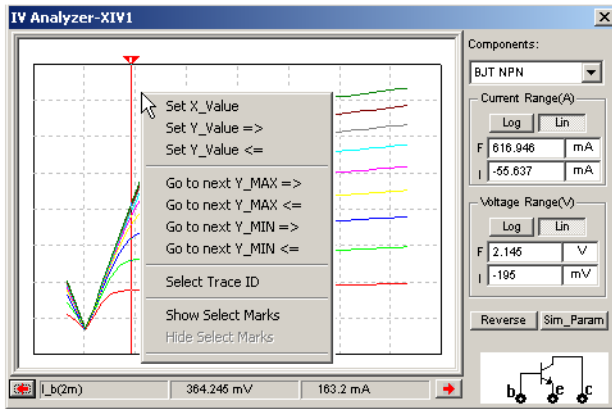 IV Analyzer-XIV1
Components:
BJT NPN
Current Range(A)
Log Lin
F 616.946 mA
I -55.637 mA
Voltage Range(V)
Log Lin
F 2.145 V
I -195 mV
Reverse Sim_Param
b e c
Set X_Value
Set Y_Value =>
Set Y_Value <=
Go to next Y_MAX =>
Go to next Y_MAX <=
Go to next Y_MIN =>
Go to next Y_MIN <=
Select Trace ID
Show Select Marks
Hide Select Marks
I_b(2m) 364.245 mV 163.2 mA